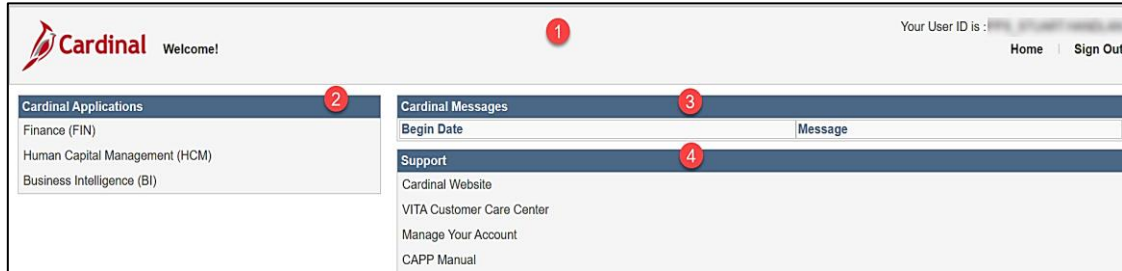 1
Your User ID is :
Cardinal Welcome!
Home | Sign Out
Cardinal Applications 2
Finance (FIN)
Human Capital Management (HCM)
Business Intelligence (BI)
Cardinal Messages 3
Begin Date Message
Support 4
Cardinal Website
VITA Customer Care Center
Manage Your Account
CAPP Manual